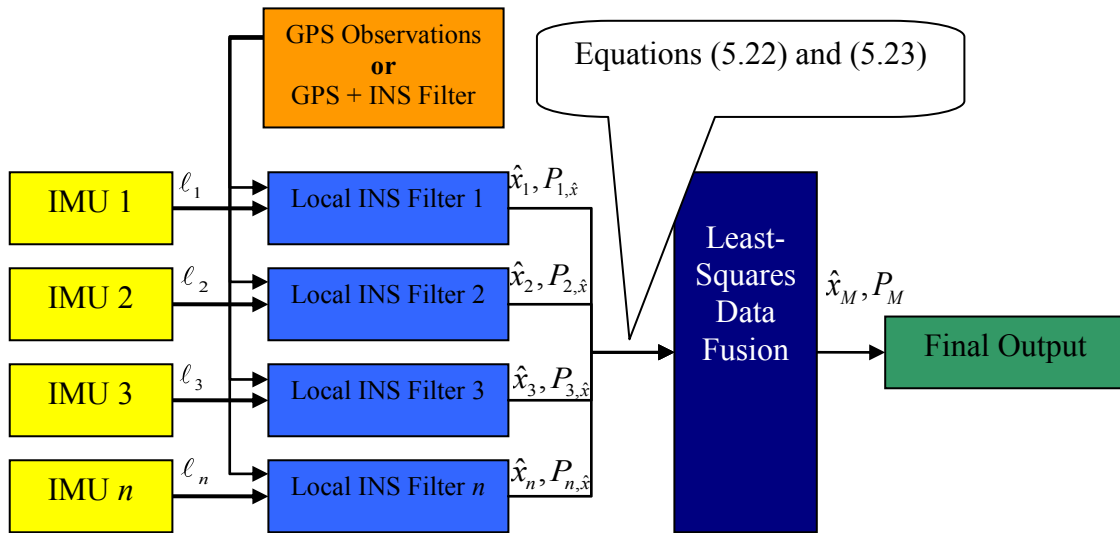 GPS Observations
or
GPS + INS Filter
Equations (5.22) and (5.23)
IMU 1
ℓ₁
Local INS Filter 1
x̂₁, P₁,x̂
IMU 2
ℓ₂
Local INS Filter 2
x̂₂, P₂,x̂
IMU 3
ℓ₃
Local INS Filter 3
x̂₃, P₃,x̂
IMU n
ℓₙ
Local INS Filter n
x̂ₙ, Pₙ,x̂
Least-
Squares
Data
Fusion
x̂_M, P_M
Final Output